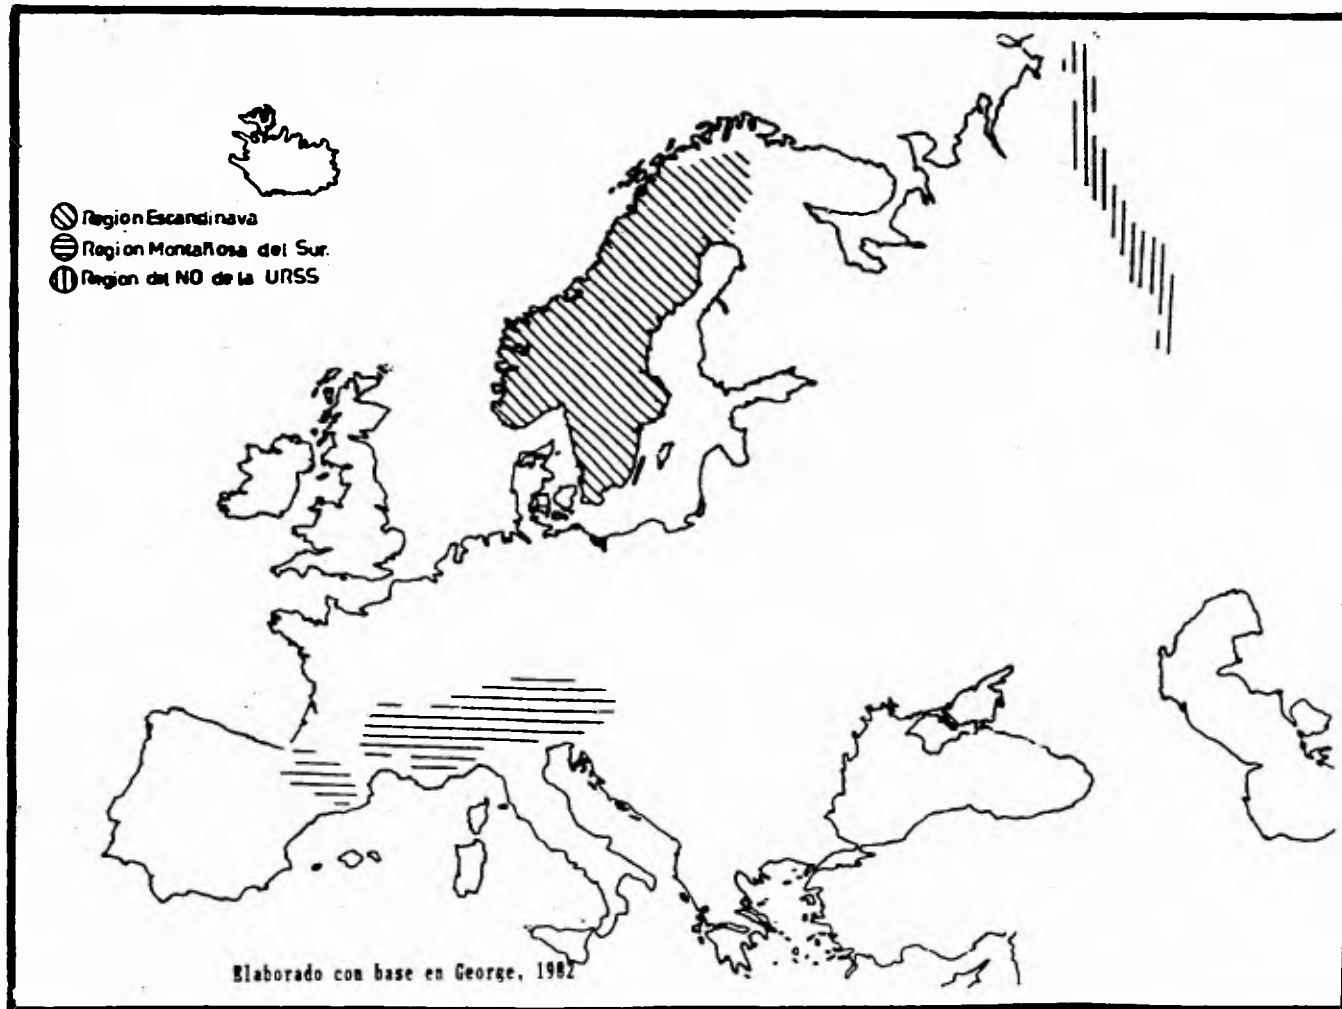 Region Escandinava
Region Montañosa del Sur.
Region del NO de la URSS
Elaborado con base en George, 1982